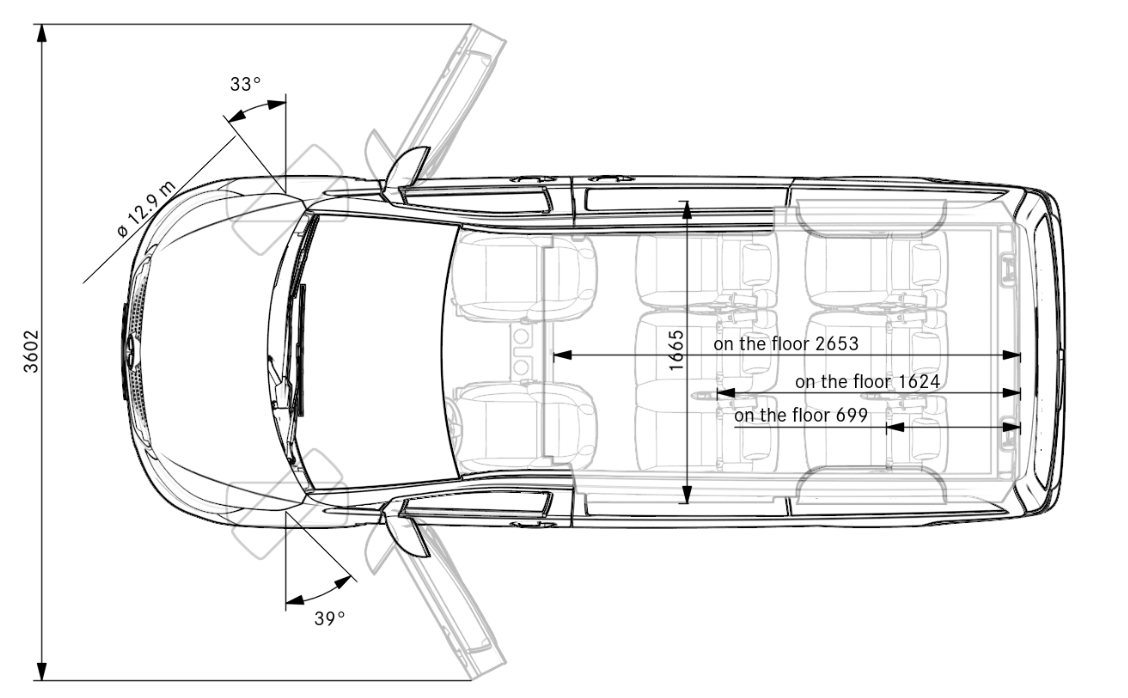 33°
ø 12.9 m
3602
1665
on the floor 2653
on the floor 1624
on the floor 699
39°